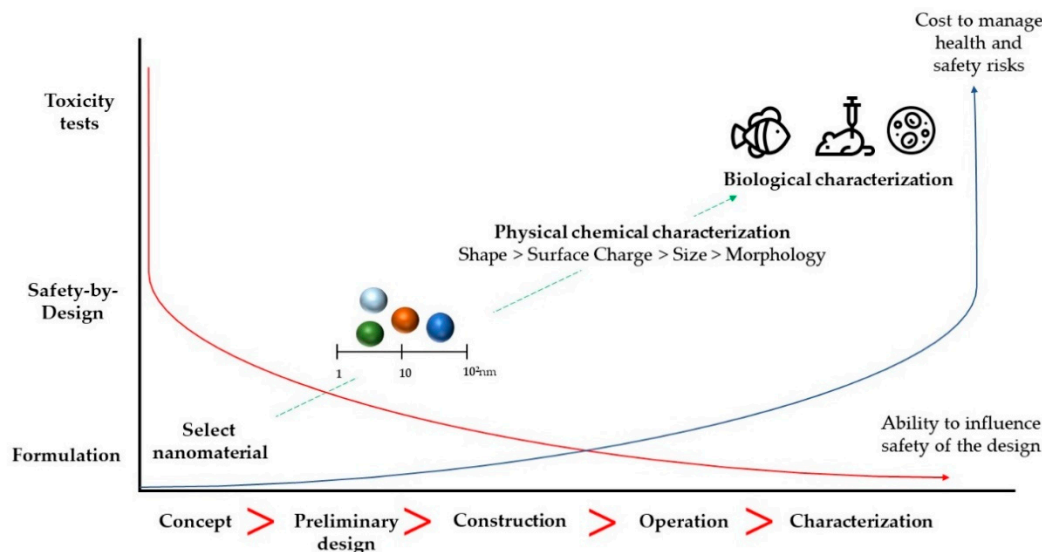 Cost to manage
health and
safety risks
Toxicity
tests
Biological characterization
Physical chemical characterization
Shape > Surface Charge > Size > Morphology
Safety-by-
Design
1
10
10²nm
Select
nanomaterial
Formulation
Ability to influence
safety of the design
Concept > Preliminary design > Construction > Operation > Characterization